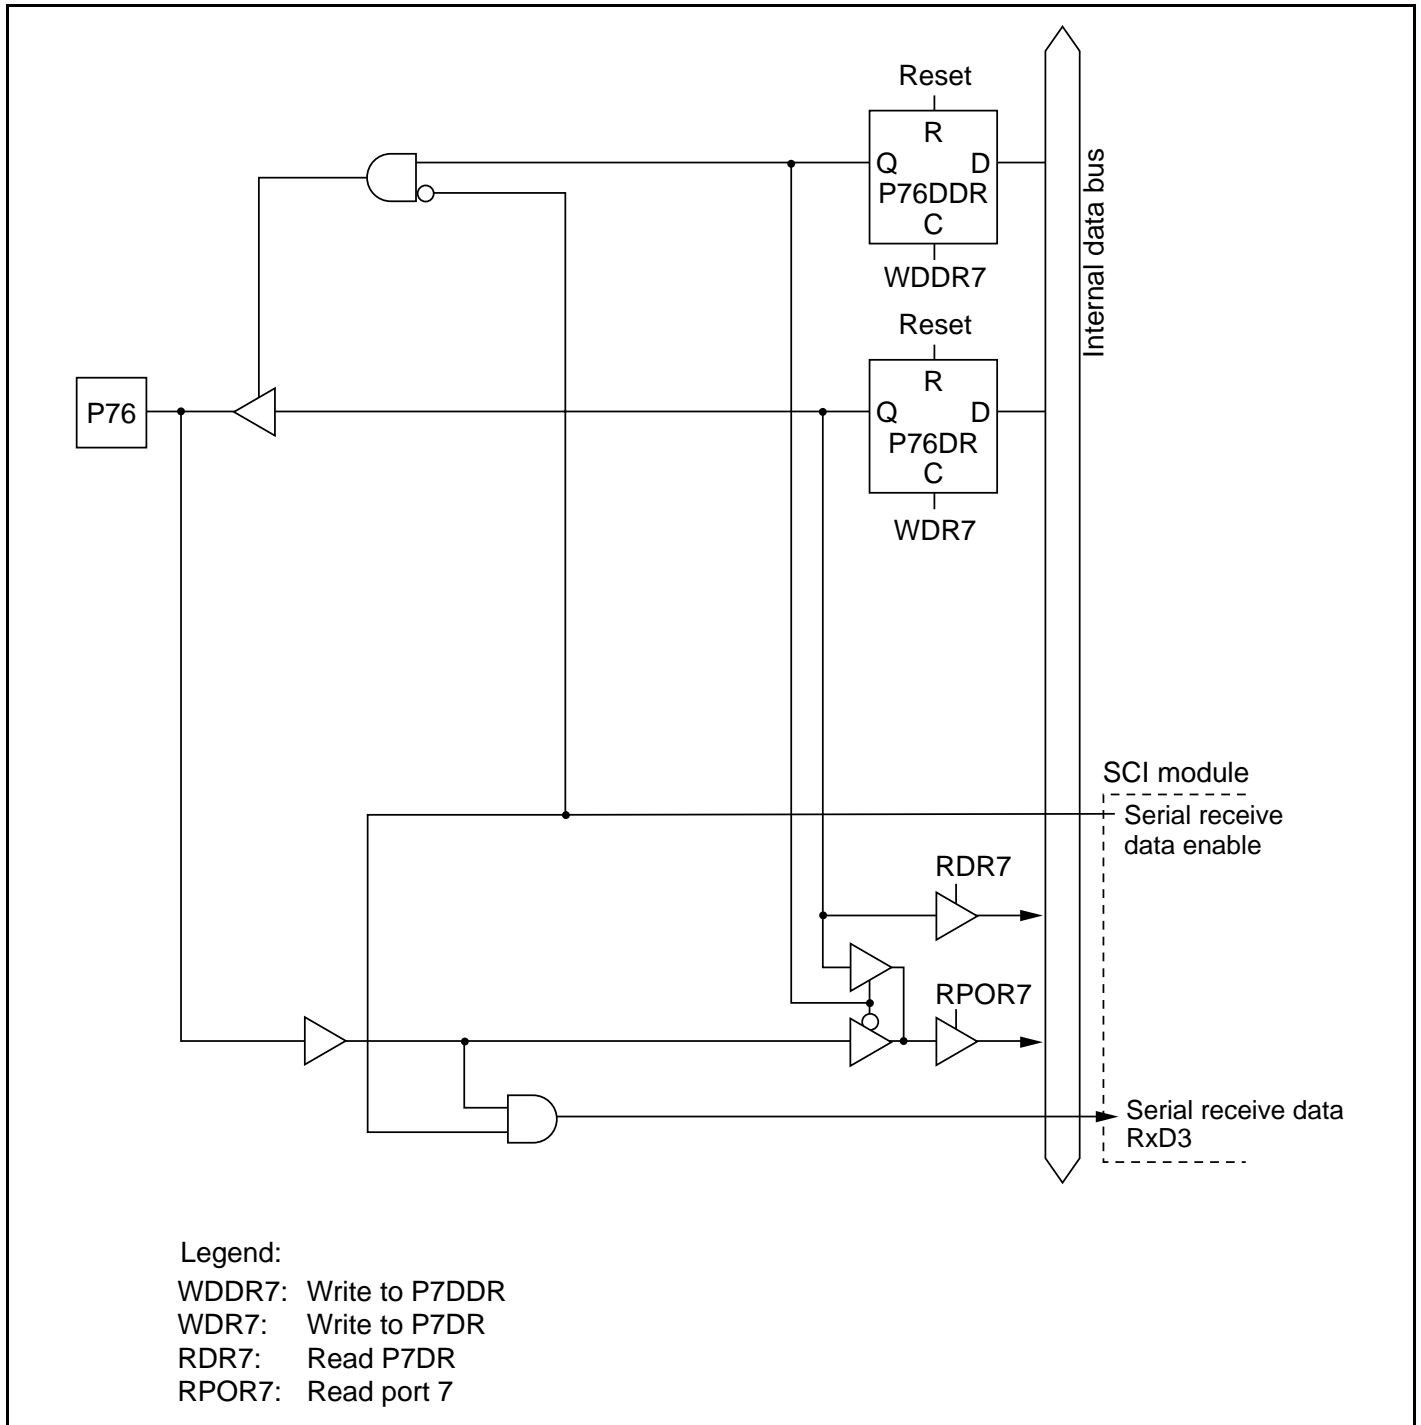 Reset
R
Q D
P76DDR
C
WDDR7
Internal data bus
Reset
R
P76
Q D
P76DR
C
WDR7
SCI module
Serial receive
data enable
RDR7
RPOR7
Serial receive data
RxD3
Legend:
WDDR7: Write to P7DDR
WDR7: Write to P7DR
RDR7: Read P7DR
RPOR7: Read port 7